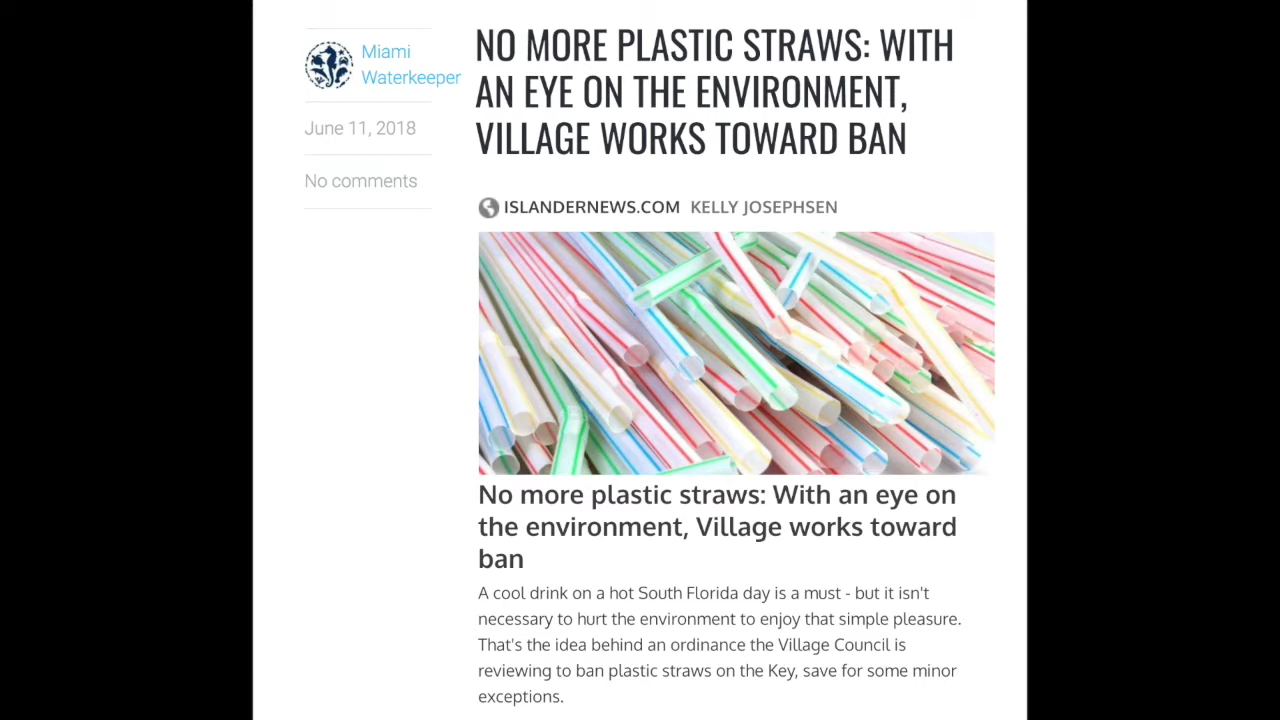 Miami
Waterkeeper
June 11, 2018
No comments
NO MORE PLASTIC STRAWS: WITH
AN EYE ON THE ENVIRONMENT,
VILLAGE WORKS TOWARD BAN
ISLANDERNEWS.COM KELLY JOSEPHSEN
No more plastic straws: With an eye on
the environment, Village works toward
ban
A cool drink on a hot South Florida day is a must - but it isn't
necessary to hurt the environment to enjoy that simple pleasure.
That's the idea behind an ordinance the Village Council is
reviewing to ban plastic straws on the Key, save for some minor
exceptions.